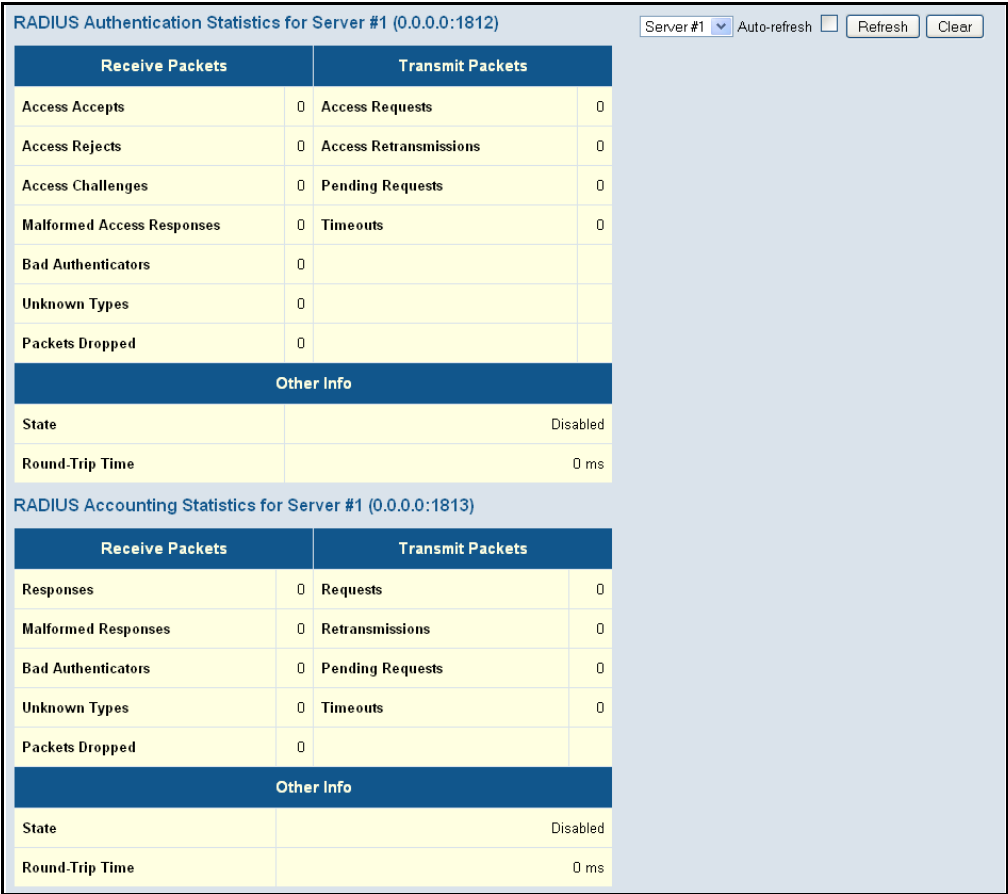 RADIUS Authentication Statistics for Server #1 (0.0.0.0:1812) Server #1 Auto-refresh Refresh Clear
Receive Packets Transmit Packets
Access Accepts 0 Access Requests 0
Access Rejects 0 Access Retransmissions 0
Access Challenges 0 Pending Requests 0
Malformed Access Responses 0 Timeouts 0
Bad Authenticators 0
Unknown Types 0
Packets Dropped 0
Other Info
State Disabled
Round-Trip Time 0 ms
RADIUS Accounting Statistics for Server #1 (0.0.0.0:1813)
Receive Packets Transmit Packets
Responses 0 Requests 0
Malformed Responses 0 Retransmissions 0
Bad Authenticators 0 Pending Requests 0
Unknown Types 0 Timeouts 0
Packets Dropped 0
Other Info
State Disabled
Round-Trip Time 0 ms